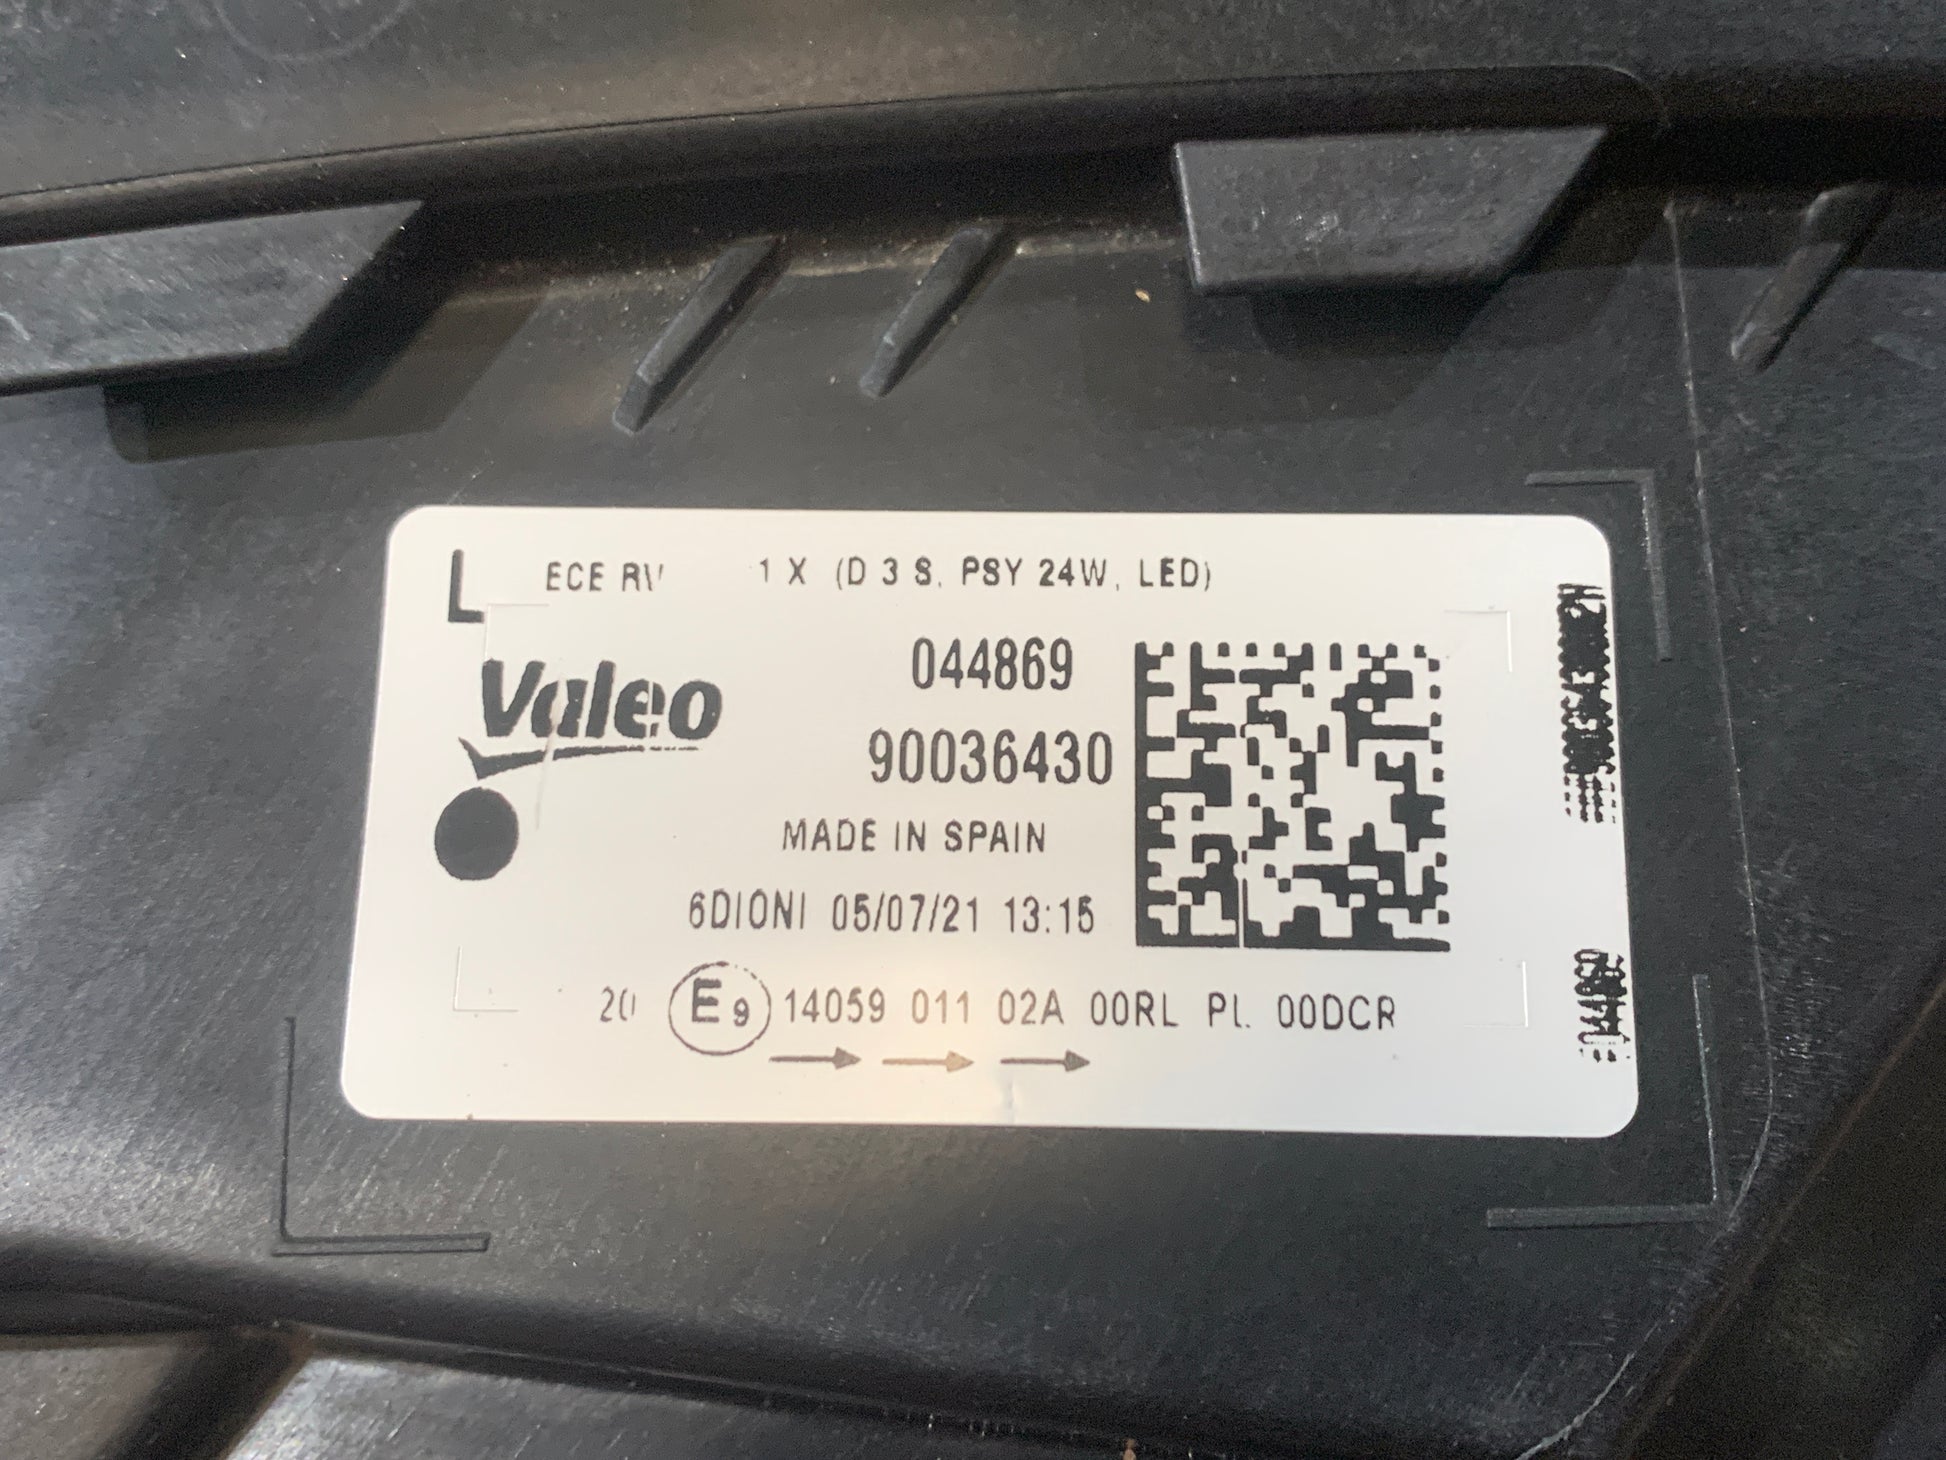 L ECE RV 1 X (D 3 S, PSY 24W, LED)
Valeo
044869
90036430
MADE IN SPAIN
6DIONI 05/07/21 13:15
20 E9 14059 011 02A 00RL PL 00DCR